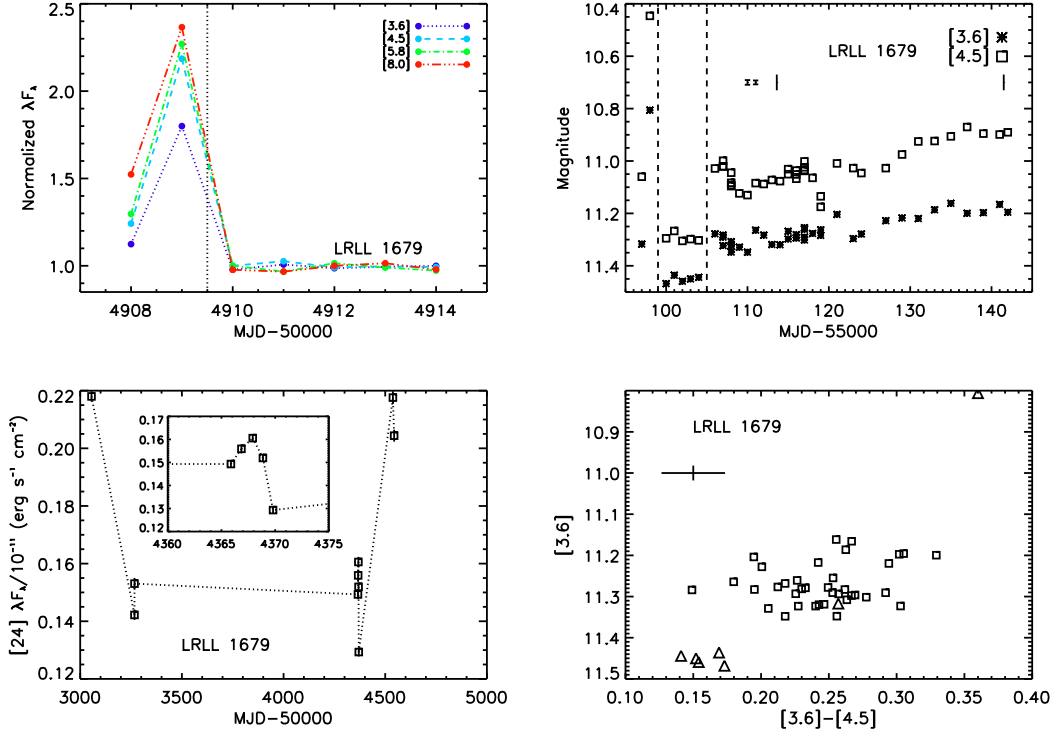 2.5
2.0
1.5
1.0
Normalized λFλ
[3.6]
[4.5]
[5.8]
[8.0]
LRLL 1679
4908 4910 4912 4914
MJD-50000
10.4
10.6
10.8
11.0
11.2
11.4
Magnitude
LRLL 1679
[3.6]
[4.5]
100 110 120 130 140
MJD-55000
0.22
0.20
0.18
0.16
0.14
0.12
[24] λFλ/10⁻¹¹ (erg s⁻¹ cm⁻²)
0.17
0.16
0.15
0.14
0.13
0.12
4360 4365 4370 4375
LRLL 1679
3000 3500 4000 4500 5000
MJD-50000
10.9
11.0
11.1
11.2
11.3
11.4
11.5
[3.6]
LRLL 1679
0.10 0.15 0.20 0.25 0.30 0.35 0.40
[3.6]-[4.5]